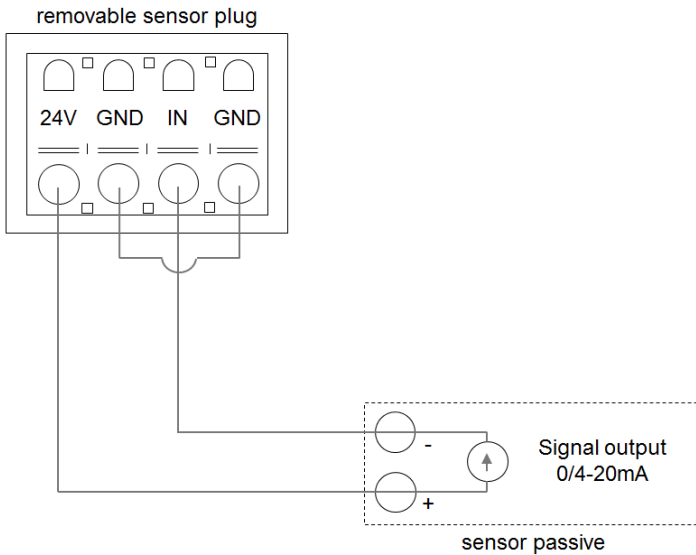 removable sensor plug
24V GND IN GND
-
Signal output
0/4-20mA
+
sensor passive